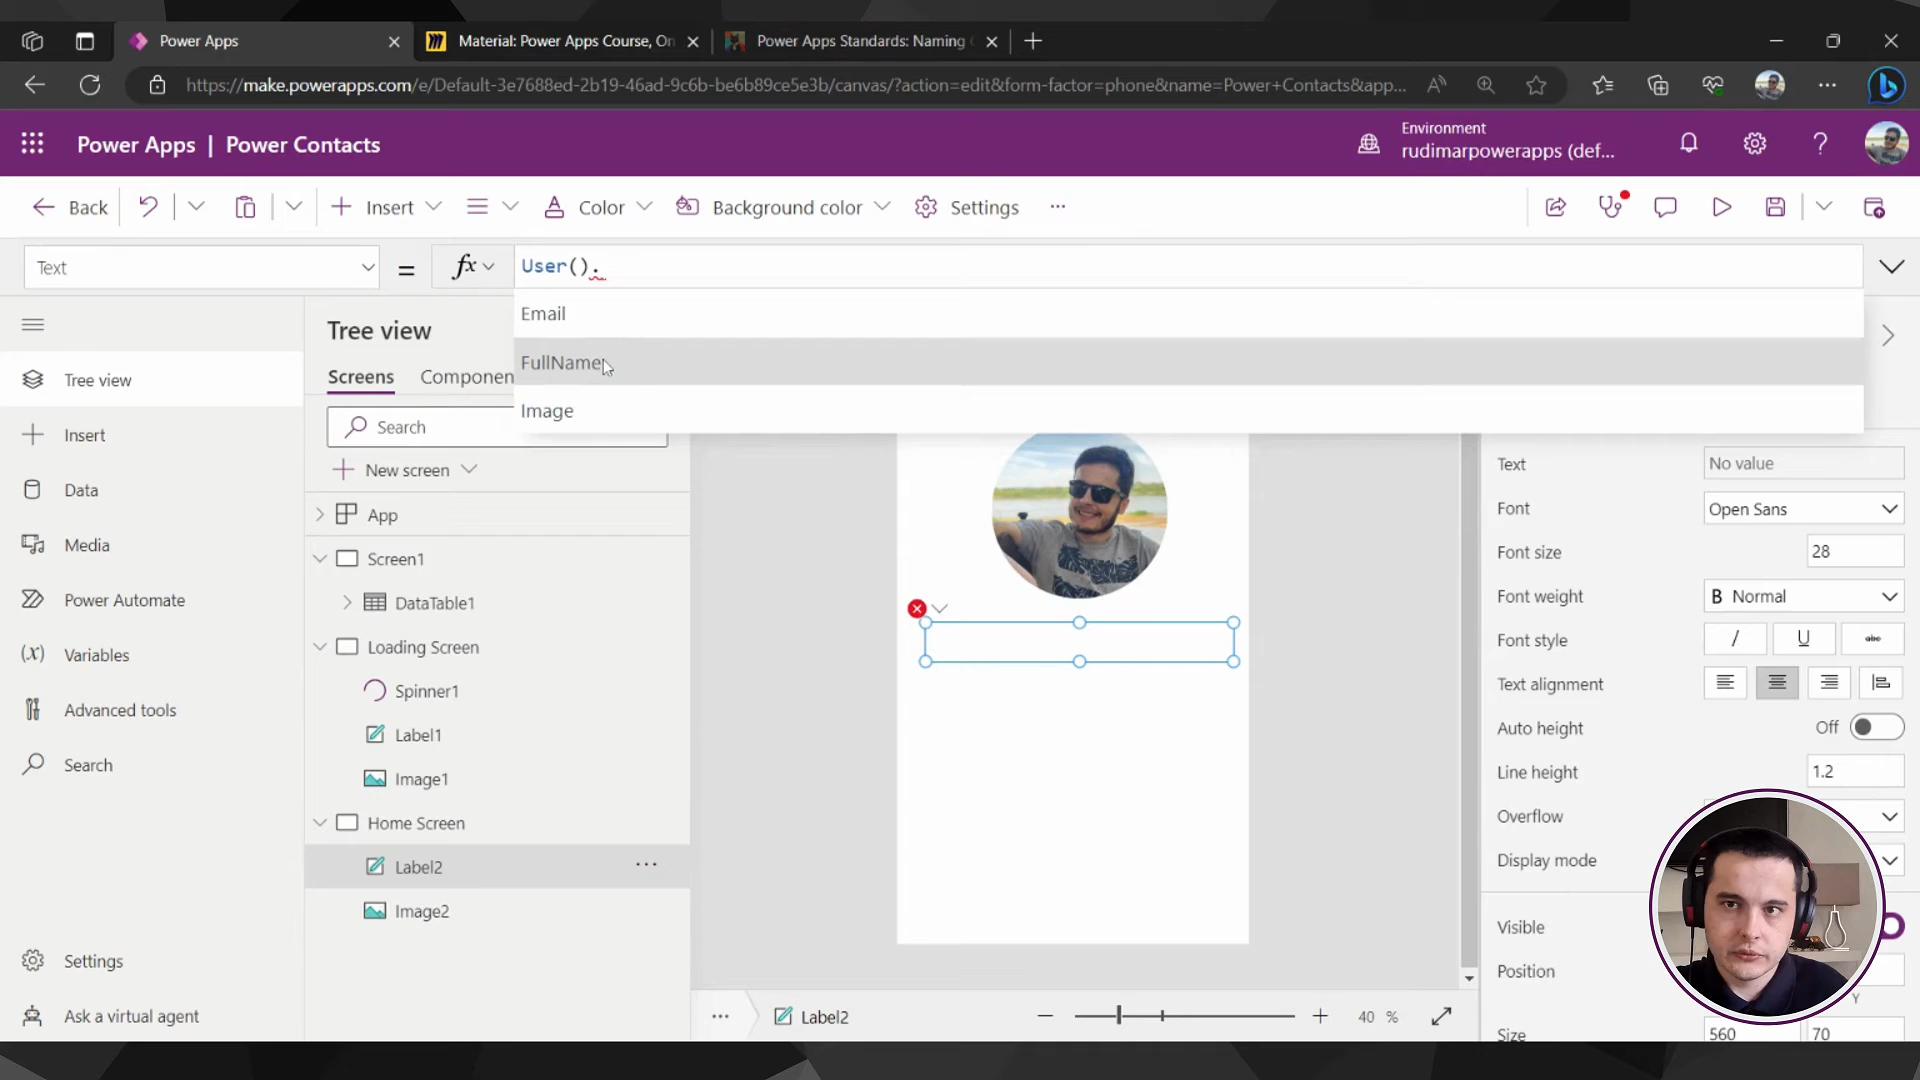 Power Apps
Material: Power Apps Course, On
Power Apps Standards: Naming
https://make.powerapps.com/e/Default-3e7688ed-2b19-46ad-9c6b-be6b89ce5e3b/canvas/?action=edit&form-factor=phone&name=Power+Contacts&app...
Power Apps | Power Contacts
Environment
rudimarpowerapps (def...
Back
Insert
Color
Background color
Settings
Text
=
fx
User().
Email
FullName
Image
Tree view
Screens
Componen
Search
New screen
App
Screen1
DataTable1
Loading Screen
Spinner1
Label1
Image1
Home Screen
Label2
Image2
Tree view
Insert
Data
Media
Power Automate
Variables
Advanced tools
Search
Settings
Ask a virtual agent
Label2
40 %
Text
No value
Font
Open Sans
Font size
28
Font weight
B Normal
Font style
/ U abc
Text alignment
Auto height
Off
Line height
1.2
Overflow
Display mode
Visible
Position
Y
Size
560
70